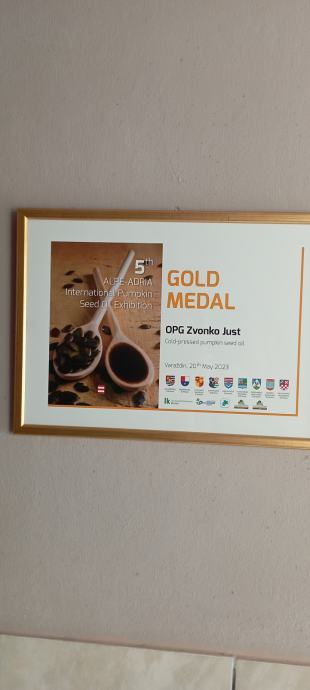 5th
ALPE-ADRIA
International Pumpkin
Seed Oil Exhibition
GOLD
MEDAL
OPG Zvonko Just
Cold-pressed pumpkin seed oil
Varaždin, 20th May 2023
lk